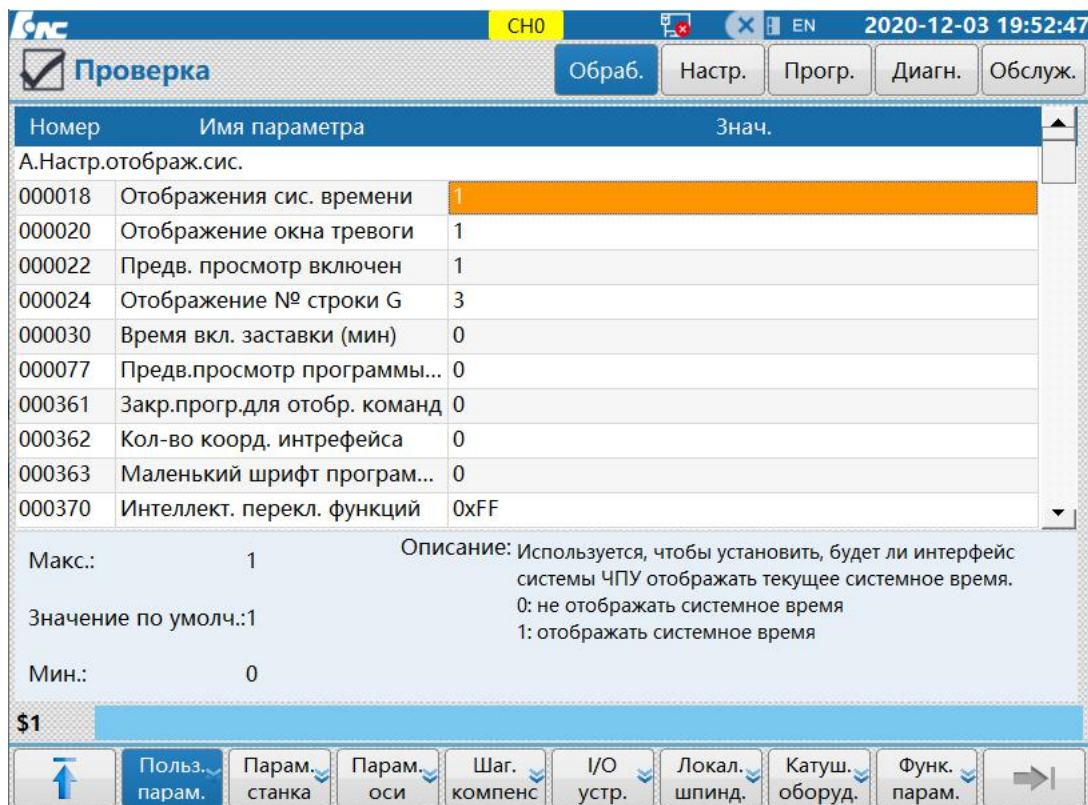 CH0 EN 2020-12-03 19:52:47
Проверка Обраб. Настр. Прогр. Диагн. Обслуж.
Номер Имя параметра Знач.
А.Настр.отображ.сис.
000018 Отображения сис. времени 1
000020 Отображение окна тревоги 1
000022 Предв. просмотр включен 1
000024 Отображение № строки G 3
000030 Время вкл. заставки (мин) 0
000077 Предв.просмотр программы... 0
000361 Закр.прогр.для отобр. команд 0
000362 Кол-во коорд. интрефейса 0
000363 Маленький шрифт програм... 0
000370 Интеллект. перекл. функций 0xFF
Макс.: 1
Значение по умолч.:1
Мин.: 0
Описание: Используется, чтобы установить, будет ли интерфейс
системы ЧПУ отображать текущее системное время.
0: не отображать системное время
1: отображать системное время
$1
Польз. парам.
Парам. станка
Парам. оси
Шаг. компенс
I/O устр.
Локал. шпинд.
Катуш. оборуд.
Функ. парам.